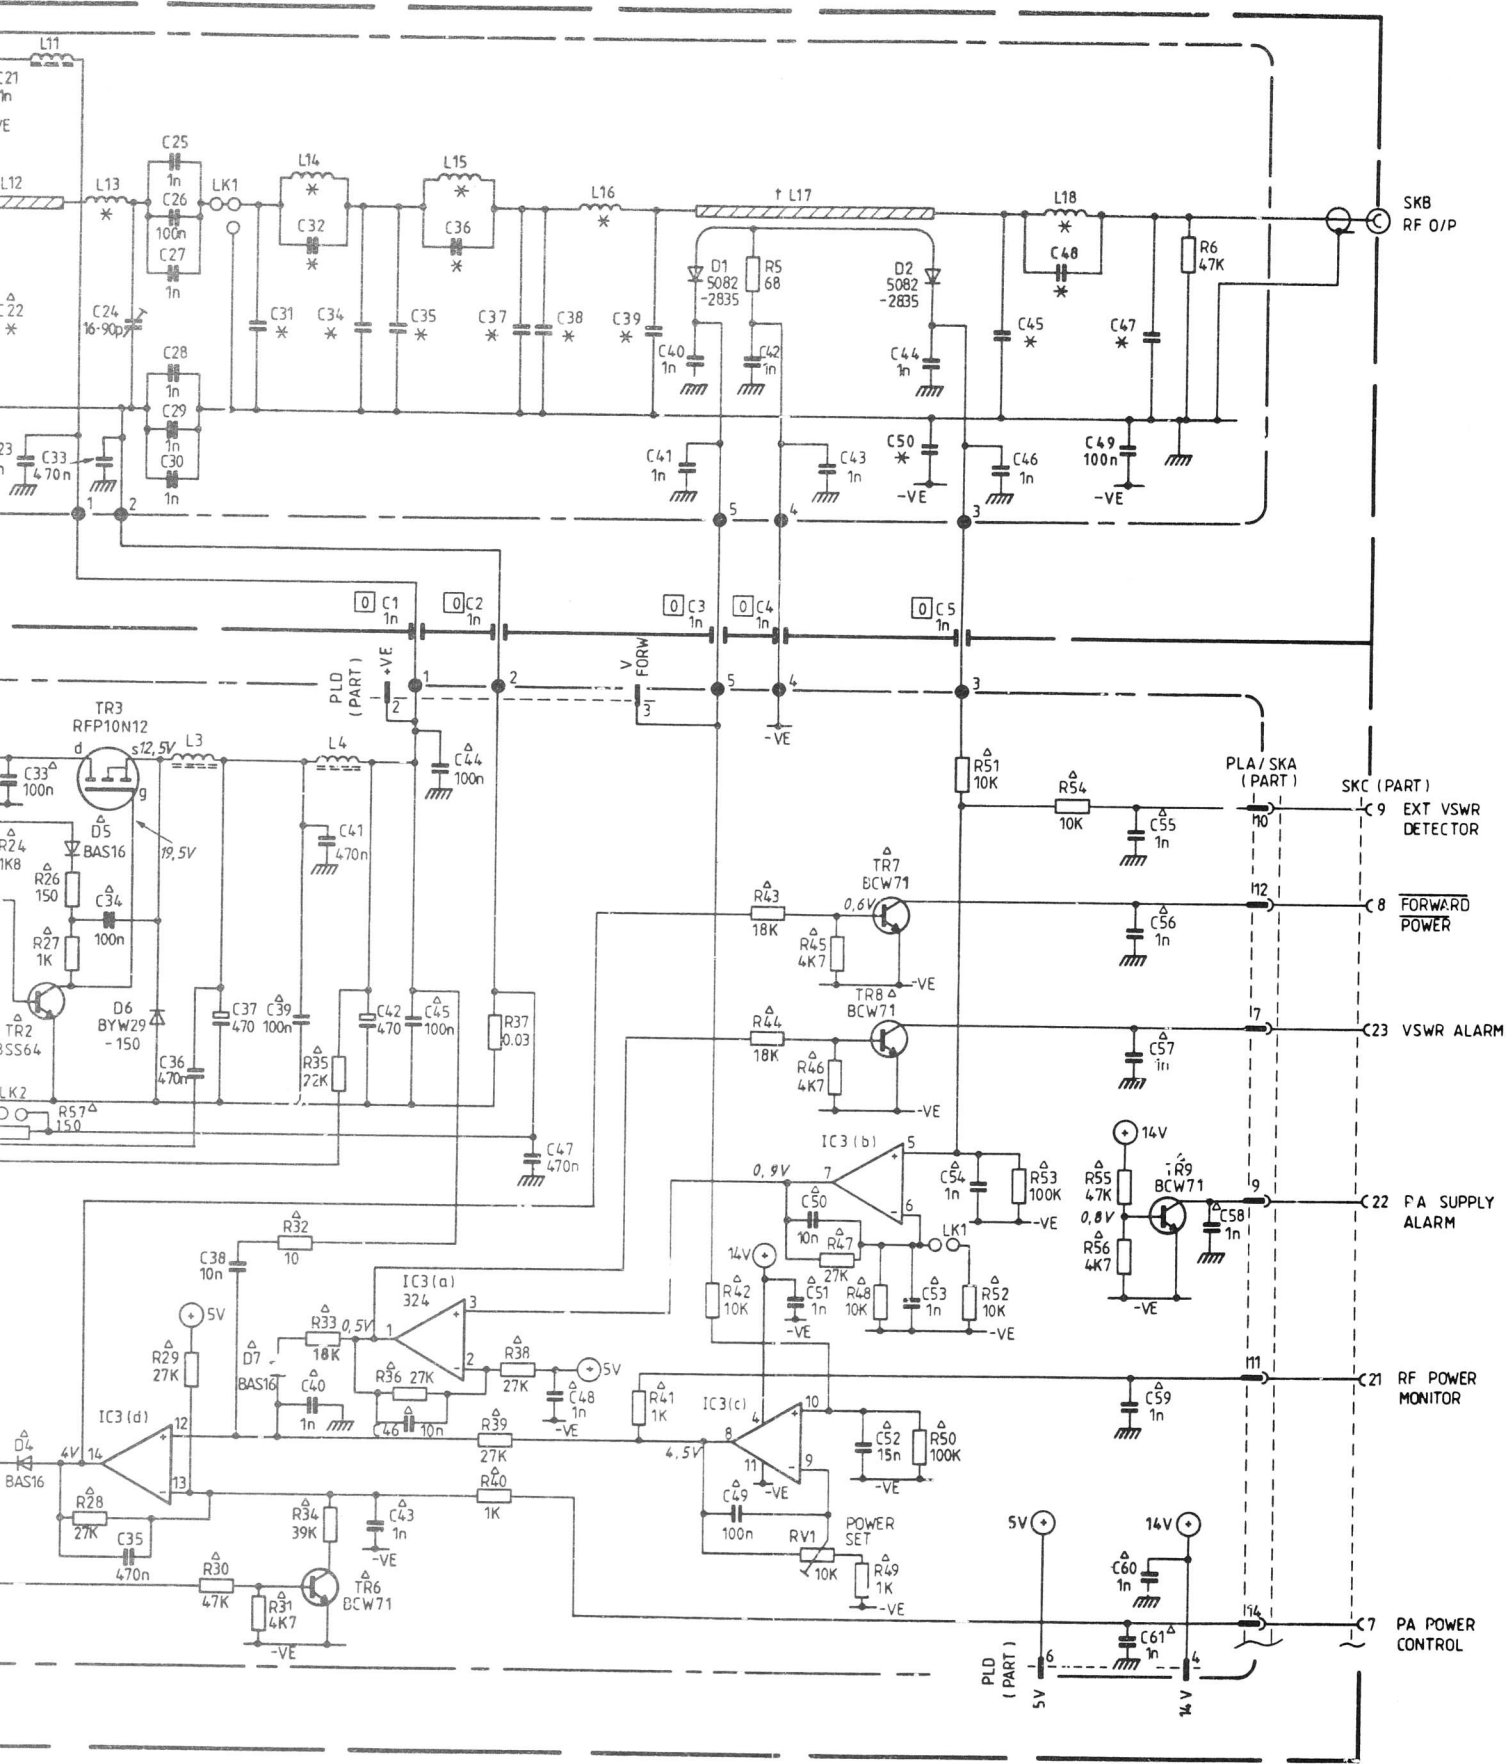 L11
C21
1n
VE
C25
1n
L12
L13
*
C26
100n
LK1
C27
1n
L14
*
C32
*
L15
*
C36
*
L16
*
† L17
L18
*
C48
*
SKB
RF O/P
R6
47K
D1
5082
-2835
R5
68
D2
5082
-2835
C22
*
C24
16-90p
C31
*
C34
*
C35
*
C37
*
C38
*
C39
*
C40
1n
C42
1n
C44
1n
C45
*
C47
*
C28
1n
C29
1n
C30
1n
23
C33
470n
C41
1n
C43
1n
C50
*
-VE
C46
1n
C49
100n
-VE
1
2
5
4
3
0 C1
1n
0 C2
1n
0 C3
1n
0 C4
1n
0 C5
1n
PLD
(PART)
+VE
2
1
2
V
FORW
3
5
4
3
-VE
TR3
RFP10N12
d
s
12,5V
g
L3
L4
C33
100n
C44
100n
R51
10K
R54
10K
PLA/SKA
(PART)
SKC (PART)
10
9 EXT VSWR
DETECTOR
C55
1n
R24
1K8
D5
BAS16
19,5V
C41
470n
R26
150
C34
100n
R27
1K
TR7
BCW71
R43
18K
0,6V
R45
4K7
-VE
12
8 FORWARD
POWER
C56
1n
TR2
BSS64
D6
BYW29
-150
C37
470
C39
100n
C42
470
C45
100n
R37
0.03
C36
470n
R35
22K
TR8
BCW71
R44
18K
R46
4K7
-VE
7
23 VSWR ALARM
C57
1n
LK2
R57
150
C47
470n
IC3(b)
5
7
6
0,9V
C50
10n
R47
27K
C54
1n
R53
100K
-VE
LK1
R48
10K
C53
1n
R52
10K
-VE
14V
R55
47K
0,8V
R56
4K7
-VE
TR9
BCW71
C58
1n
9
22 PA SUPPLY
ALARM
R32
10
C38
10n
14V
C51
1n
-VE
R42
10K
5V
R29
27K
R33
18K
0,5V
D7
BAS16
C40
1n
IC3(a)
324
3
1
2
R36 27K
C46 10n
R38
27K
5V
C48
1n
-VE
R39
27K
R41
1K
11
21 RF POWER
MONITOR
C59
1n
IC3(c)
10
4
8
11
9
4,5V
-VE
C52
15n
R50
100K
-VE
IC3(d)
12
14
13
4V
D4
BAS16
R28
27K
C35
470n
R34
39K
C43
1n
-VE
R40
1K
C49
100n
RV1
10K
POWER
SET
R49
1K
-VE
R30
47K
R31
4K7
-VE
TR6
BCW71
5V
14V
C60
1n
14
7 PA POWER
CONTROL
C61
1n
PLD
(PART)
6
4
5V
14V